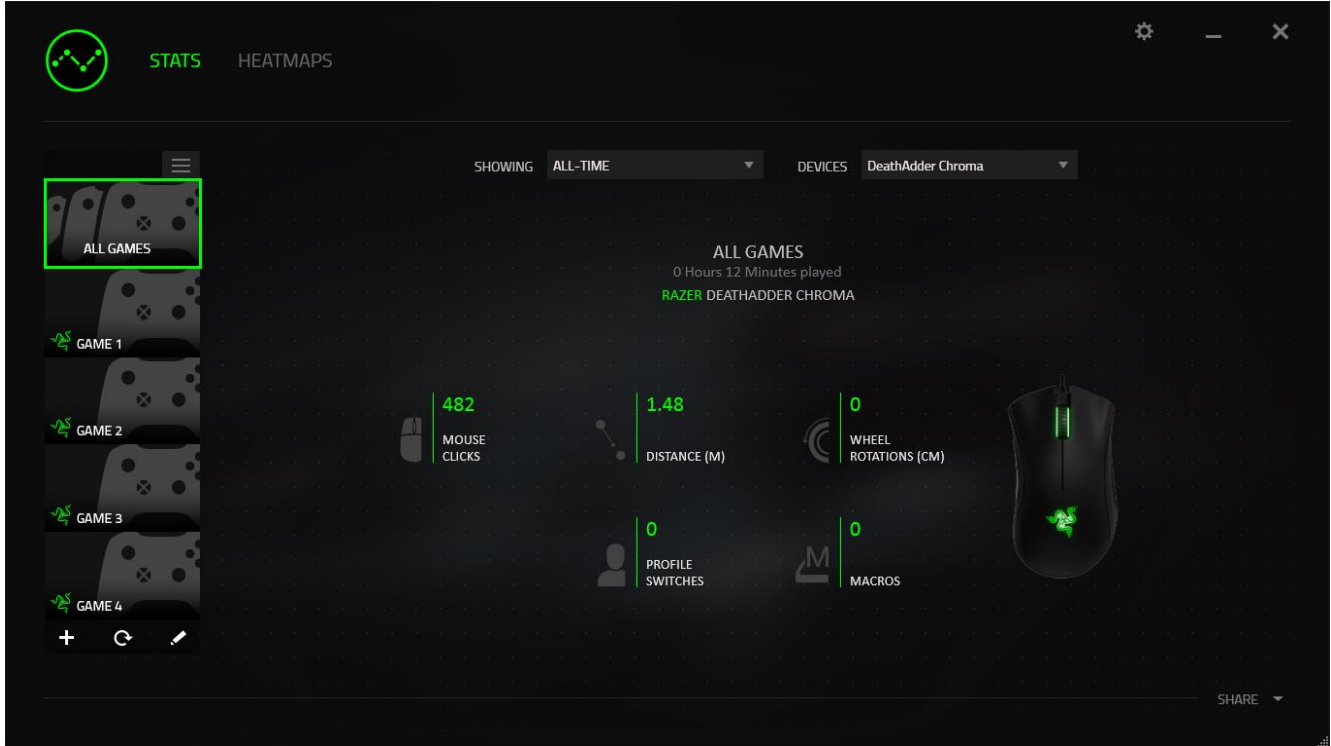 STATS HEATMAPS
SHOWING ALL-TIME DEVICES DeathAdder Chroma
ALL GAMES
GAME 1
GAME 2
GAME 3
GAME 4
ALL GAMES
0 Hours 12 Minutes played
RAZER DEATHADDER CHROMA
482
MOUSE
CLICKS
1.48
DISTANCE (M)
0
WHEEL
ROTATIONS (CM)
0
PROFILE
SWITCHES
M
0
MACROS
SHARE